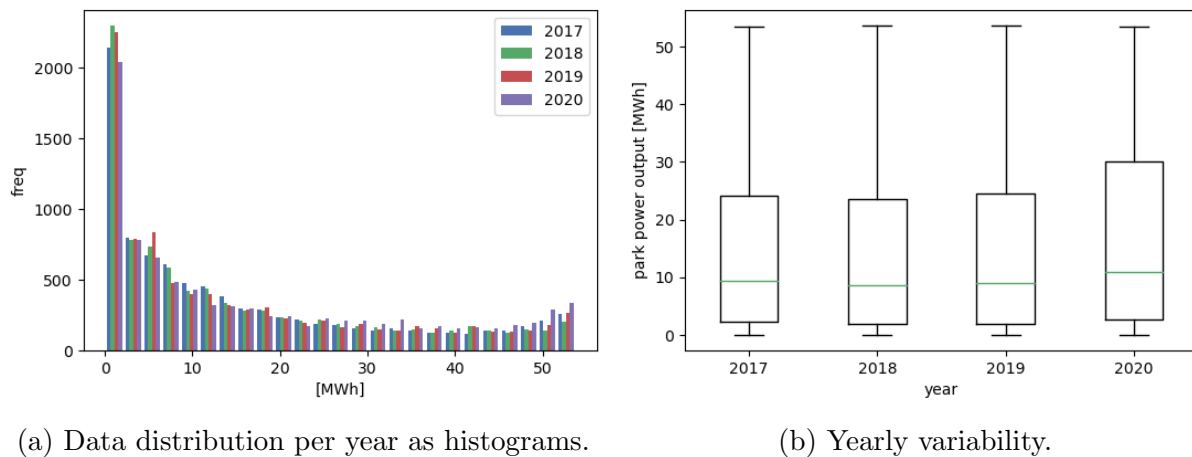 2017
2018
2019
2020
2000
1500
1000
500
0
freq
0 10 20 30 40 50
[MWh]
50
40
30
20
10
0
park power output [MWh]
2017 2018 2019 2020
year
(a) Data distribution per year as histograms.
(b) Yearly variability.